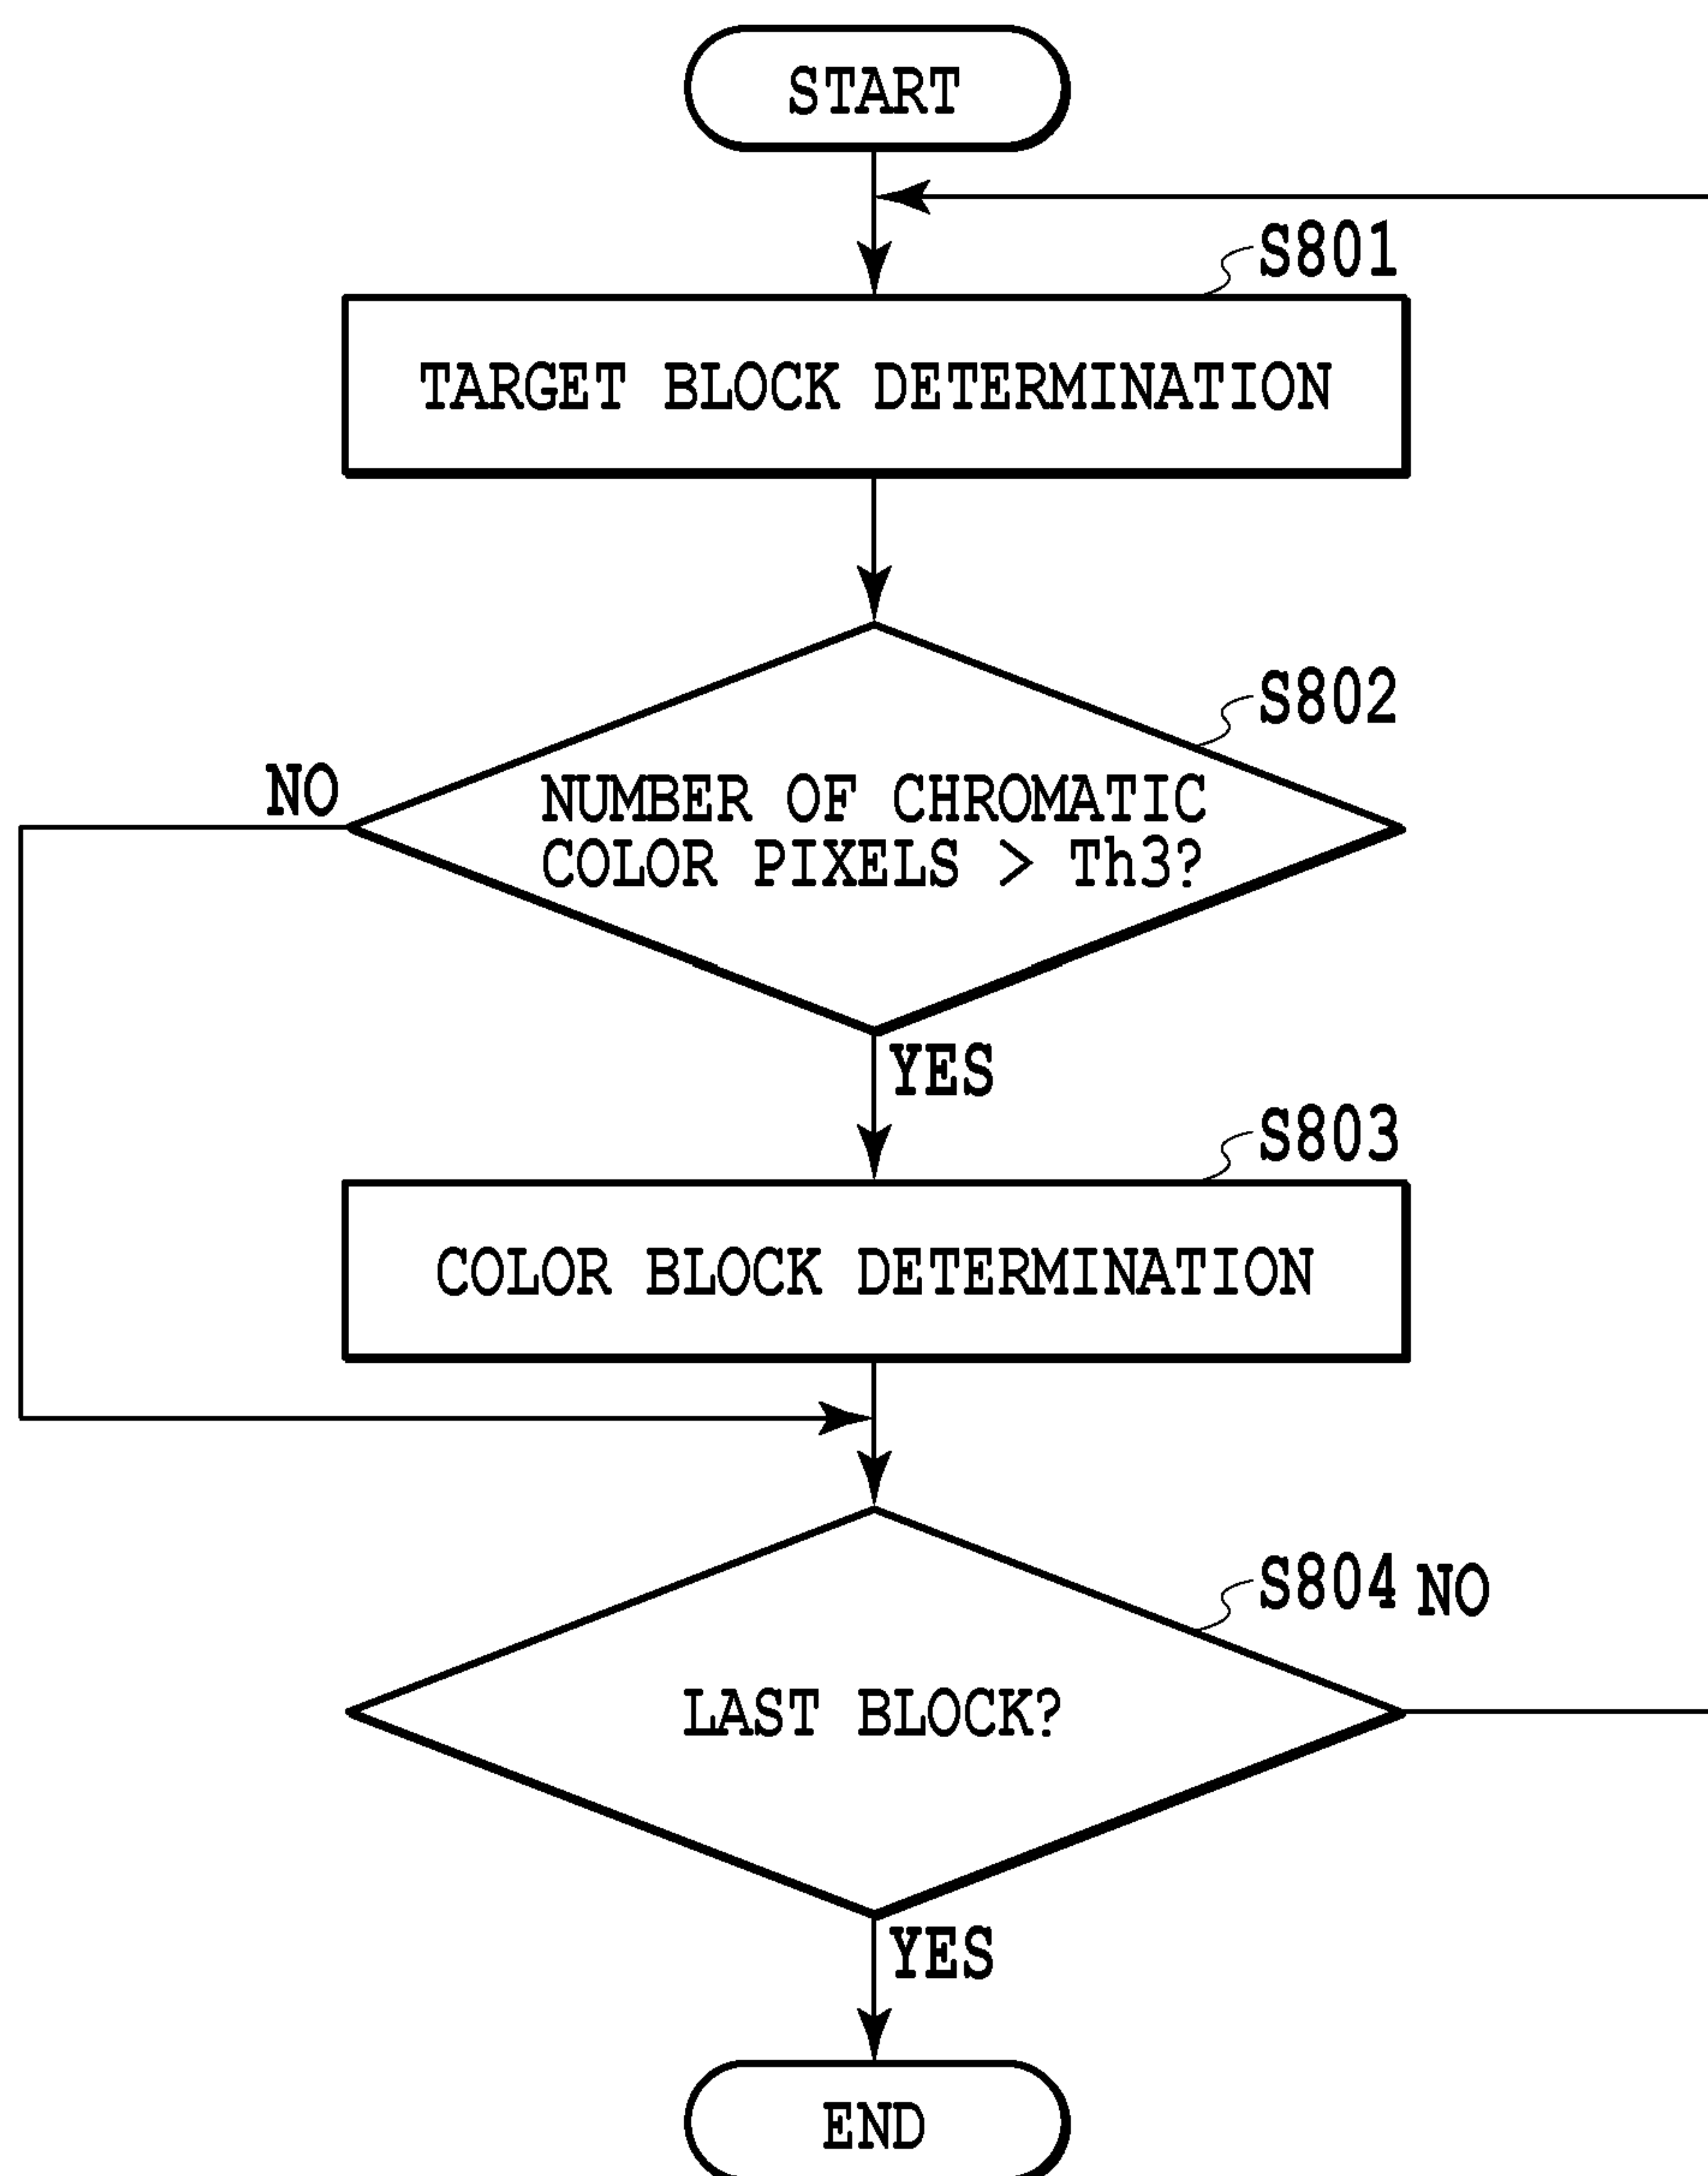 START
S801
TARGET BLOCK DETERMINATION
S802
NO
NUMBER OF CHROMATIC
COLOR PIXELS > Th3?
YES
S803
COLOR BLOCK DETERMINATION
S804 NO
LAST BLOCK?
YES
END